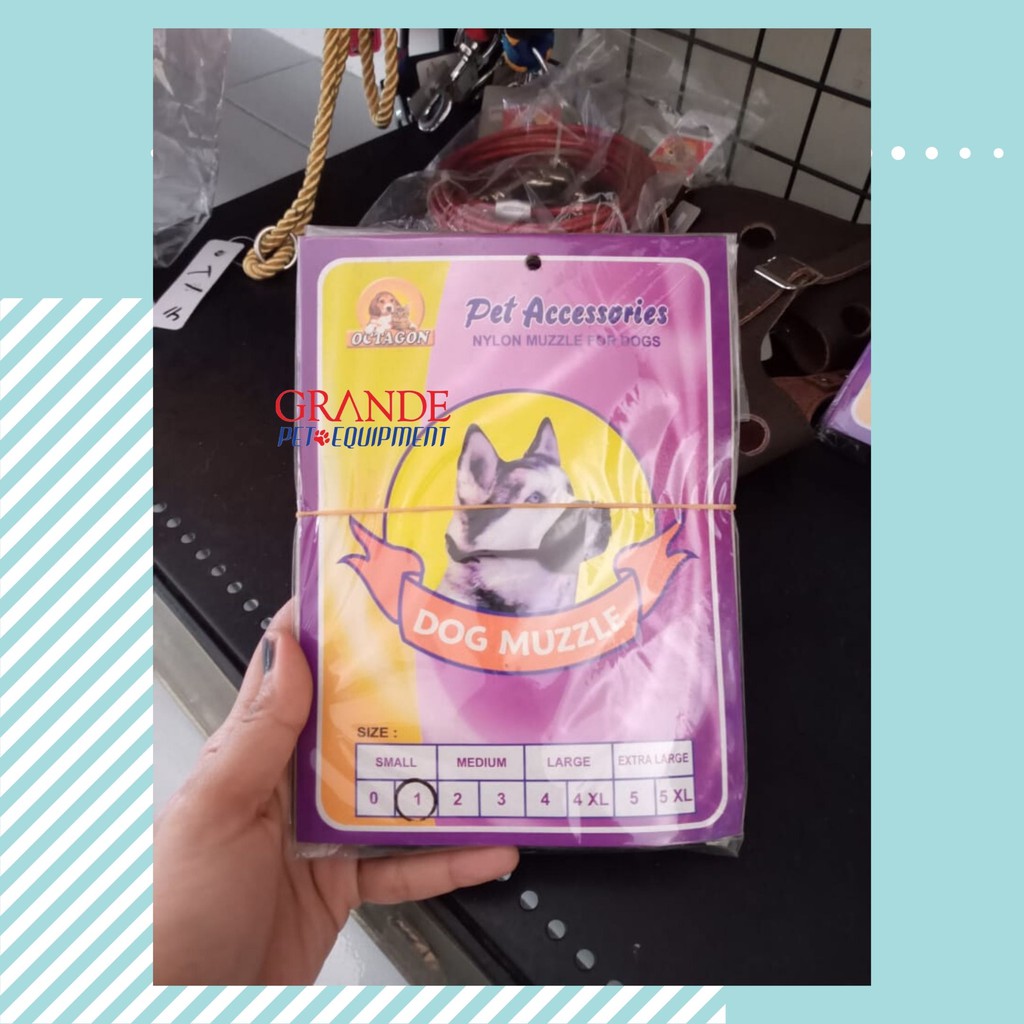 OCTAGON
Pet Accessories
NYLON MUZZLE FOR DOGS
GRANDE
PET EQUIPMENT
DOG MUZZLE
SIZE :
SMALL MEDIUM LARGE EXTRA LARGE
0 1 2 3 4 4 XL 5 5 XL